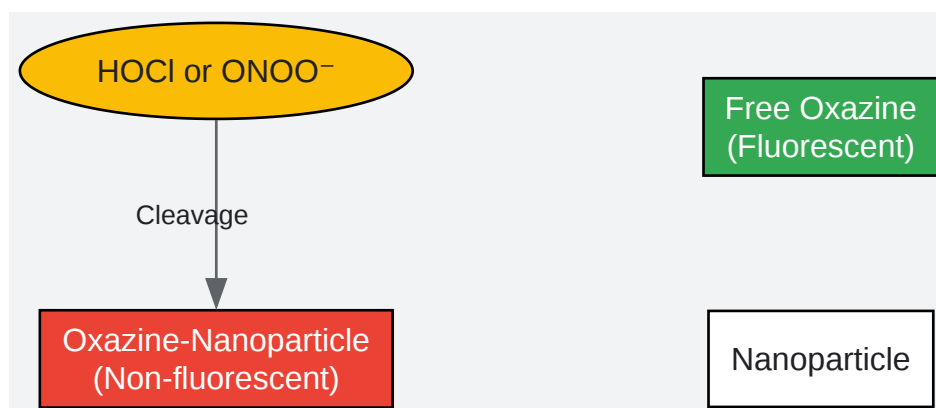 HOCl or ONOO⁻
Free Oxazine
(Fluorescent)
Cleavage
Oxazine-Nanoparticle
(Non-fluorescent)
Nanoparticle